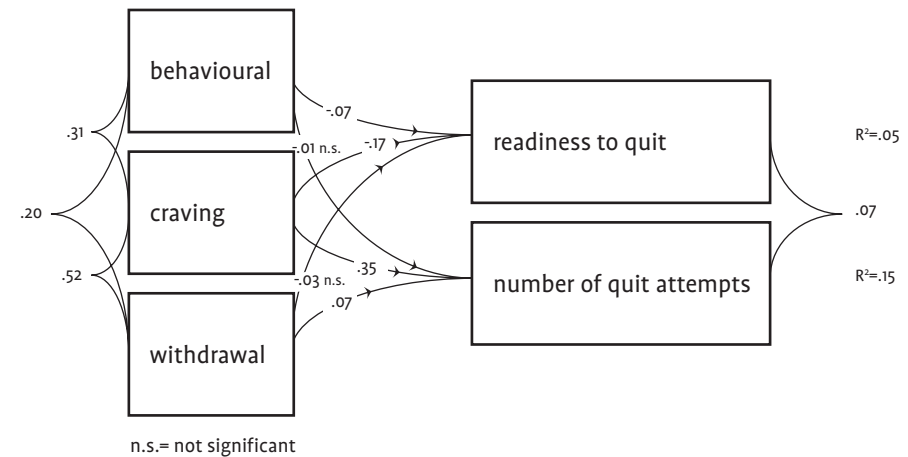 behavioural
-.07
.31
readiness to quit
R²=.05
-.17
-.01 n.s.
craving
.20
.07
.35
.52
-.03 n.s.
number of quit attempts
R²=.15
.07
withdrawal
n.s.= not significant